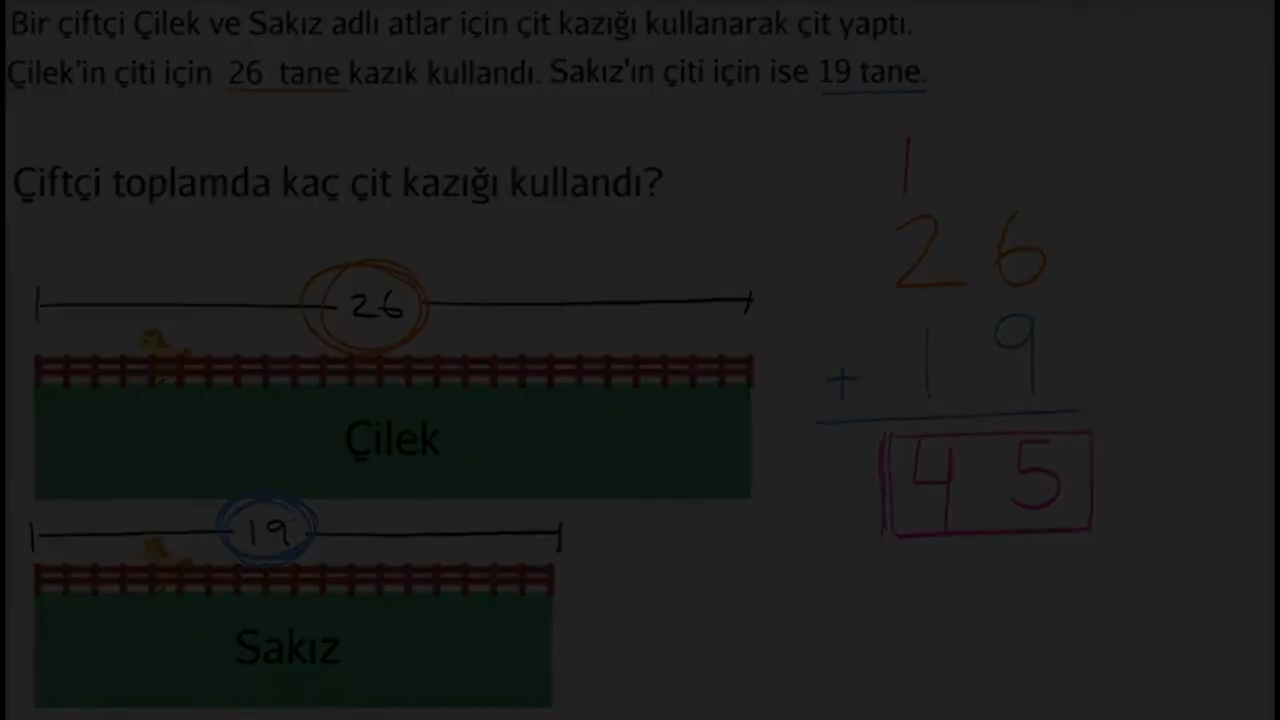 Bir çiftçi Çilek ve Sakız adlı atlar için çit kazığı kullanarak çit yaptı.
Çilek'in çiti için 26 tane kazık kullandı. Sakız'ın çiti için ise 19 tane.
Çiftçi toplamda kaç çit kazığı kullandı?
1
26
+ 19
45
26
Çilek
19
Sakız